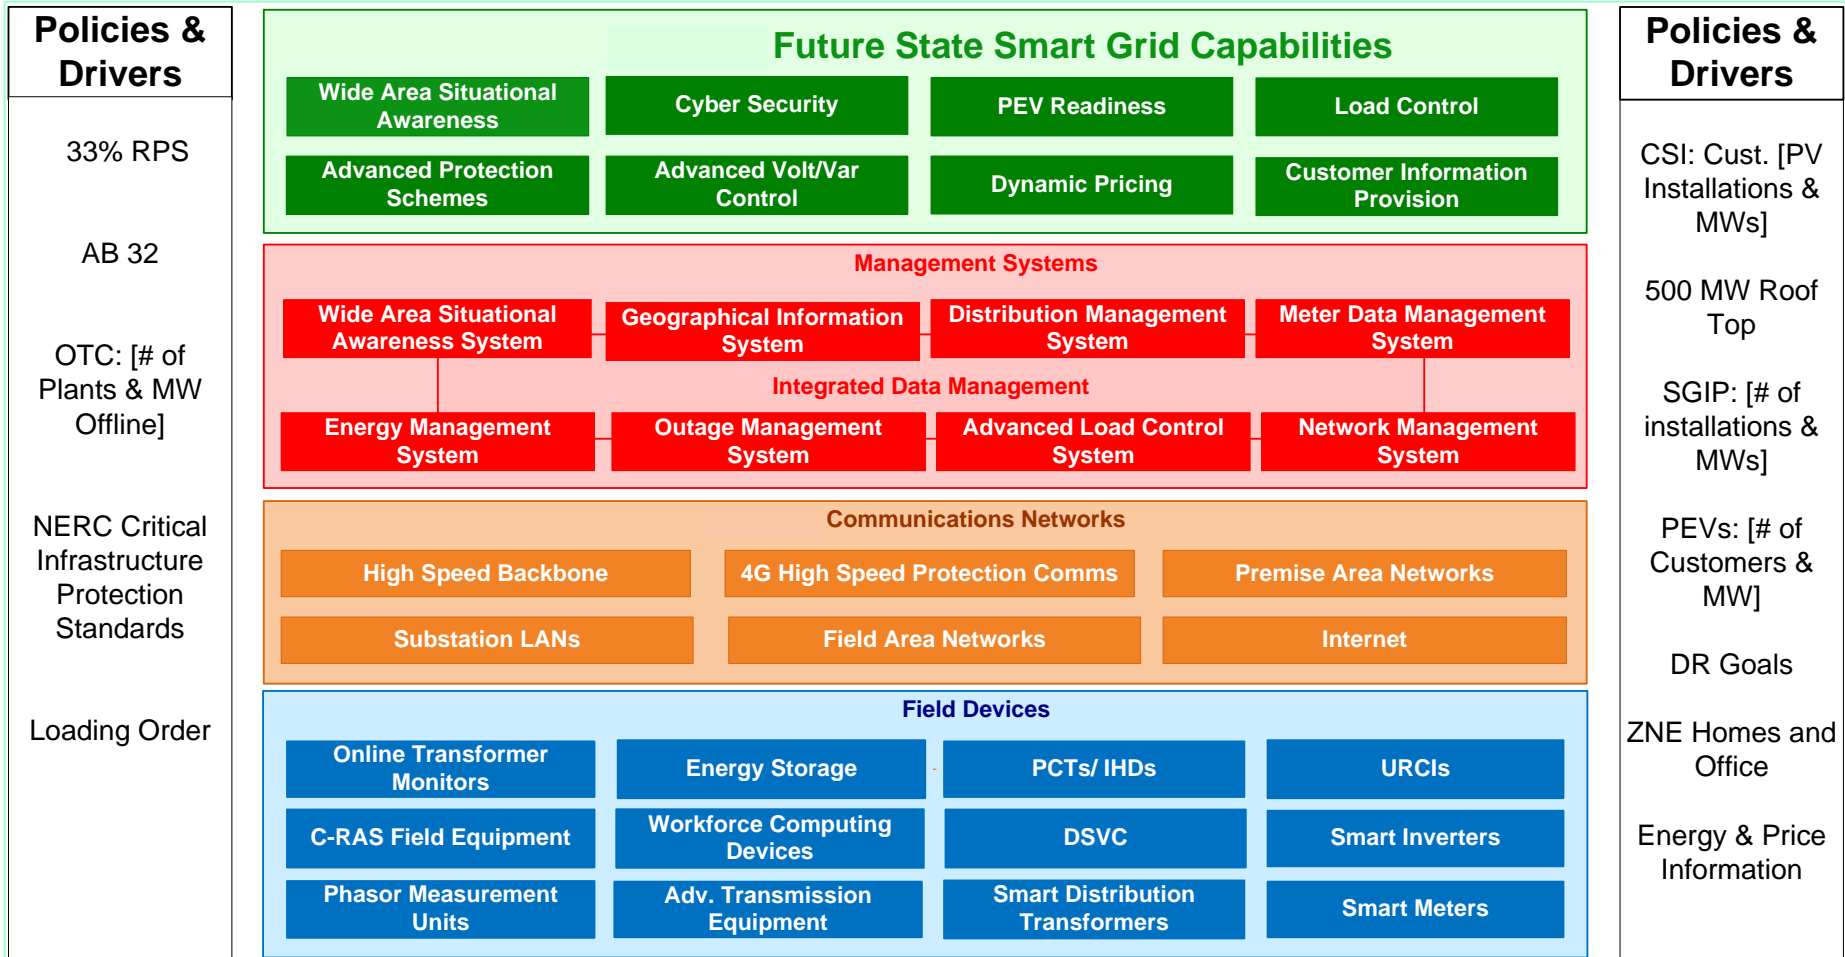 Policies &
Drivers
33% RPS
AB 32
OTC: [# of
Plants & MW
Offline]
NERC Critical
Infrastructure
Protection
Standards
Loading Order
Future State Smart Grid Capabilities
Wide Area Situational
Awareness
Cyber Security
PEV Readiness
Load Control
Advanced Protection
Schemes
Advanced Volt/Var
Control
Dynamic Pricing
Customer Information
Provision
Management Systems
Wide Area Situational
Awareness System
Geographical Information
System
Distribution Management
System
Meter Data Management
System
Integrated Data Management
Energy Management
System
Outage Management
System
Advanced Load Control
System
Network Management
System
Communications Networks
High Speed Backbone
4G High Speed Protection Comms
Premise Area Networks
Substation LANs
Field Area Networks
Internet
Field Devices
Online Transformer
Monitors
Energy Storage
PCTs/ IHDs
URCIs
C-RAS Field Equipment
Workforce Computing
Devices
DSVC
Smart Inverters
Phasor Measurement
Units
Adv. Transmission
Equipment
Smart Distribution
Transformers
Smart Meters
Policies &
Drivers
CSI: Cust. [PV
Installations &
MWs]
500 MW Roof
Top
SGIP: [# of
installations &
MWs]
PEVs: [# of
Customers &
MW]
DR Goals
ZNE Homes and
Office
Energy & Price
Information